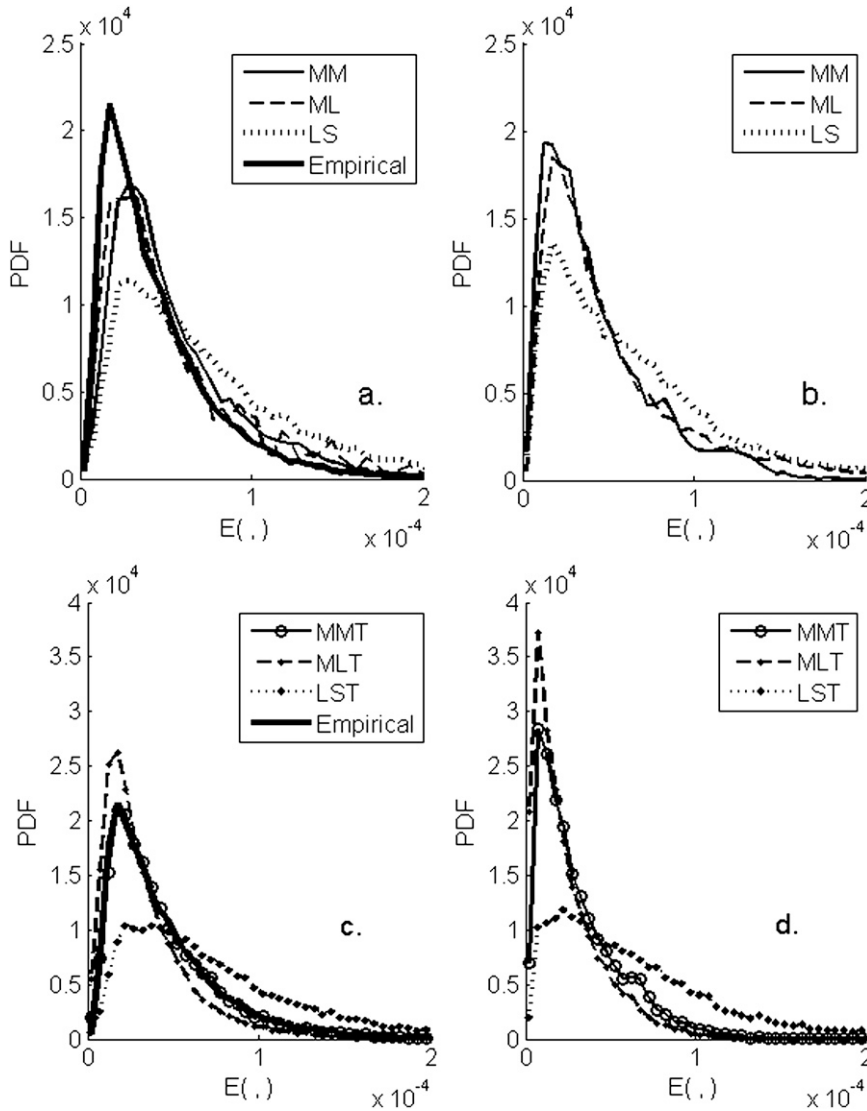 x 10^4
2.5
2
1.5
1
0.5
0
PDF
MM
ML
LS
Empirical
a.
0 1 2
E( , )
x 10^-4
x 10^4
2.5
2
1.5
1
0.5
0
PDF
MM
ML
LS
b.
0 1 2
E( , )
x 10^-4
x 10^4
4
3.5
3
2.5
2
1.5
1
0.5
0
PDF
MMT
MLT
LST
Empirical
c.
0 1 2
E( , )
x 10^-4
x 10^4
4
3.5
3
2.5
2
1.5
1
0.5
0
PDF
MMT
MLT
LST
d.
0 1 2
E( , )
x 10^-4